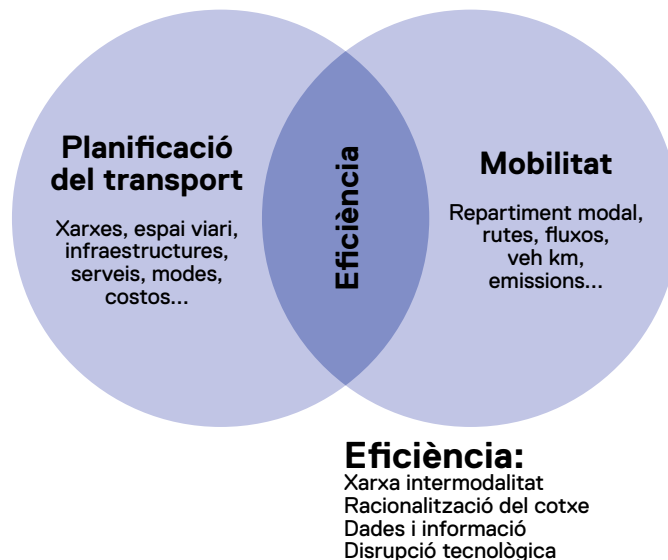 Planificació
del transport
Xarxes, espai viari,
infraestructures,
serveis, modes,
costos...
Eficiència
Mobilitat
Repartiment modal,
rutes, fluxos,
veh km,
emissions...
Eficiència:
Xarxa intermodalitat
Racionalització del cotxe
Dades i informació
Disrupció tecnològica